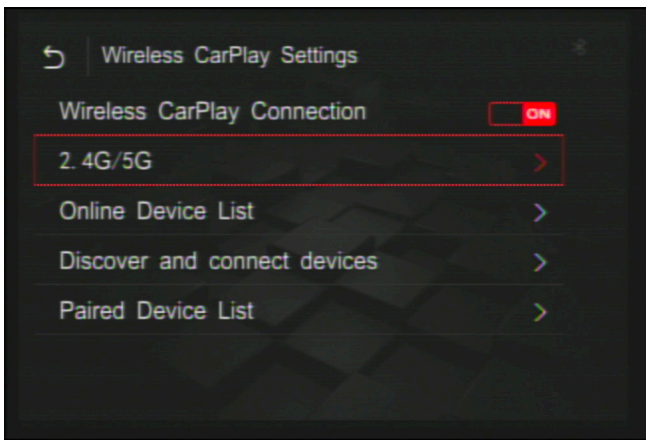 Wireless CarPlay Settings
Wireless CarPlay Connection ON
2. 4G/5G
Online Device List
Discover and connect devices
Paired Device List